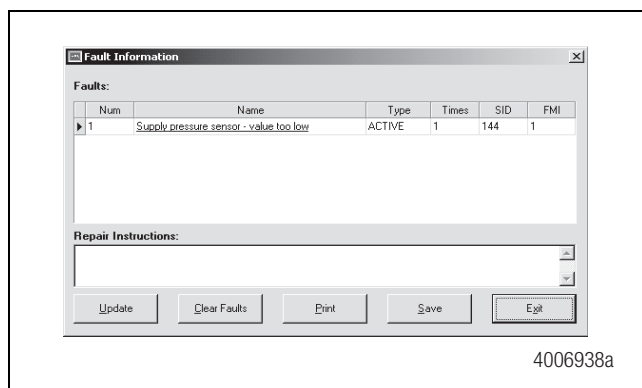 Fault Information
Faults:
Num Name Type Times SID FMI
1 Supply pressure sensor - value too low ACTIVE 1 144 1
Repair Instructions:
Update Clear Faults Print Save Exit
4006938a